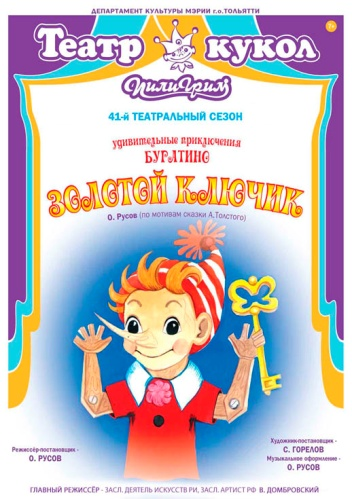 ДЕПАРТАМЕНТ КУЛЬТУРЫ МЭРИИ г.о.ТОЛЬЯТТИ
Театр кукол
7+
Пилигрим
41-й ТЕАТРАЛЬНЫЙ СЕЗОН
удивительные приключения
БУРАТИНО
ЗОЛОТОЙ КЛЮЧИК
О. Русов (по мотивам сказки А.Толстого)
Режиссёр-постановщик -
О. РУСОВ
Художник-постановщик -
С. ГОРЕЛОВ
Музыкальное оформление -
О. РУСОВ
ГЛАВНЫЙ РЕЖИССЕР - ЗАСЛ. ДЕЯТЕЛЬ ИСКУССТВ РИ, ЗАСЛ. АРТИСТ РФ В. ДОМБРОВСКИЙ